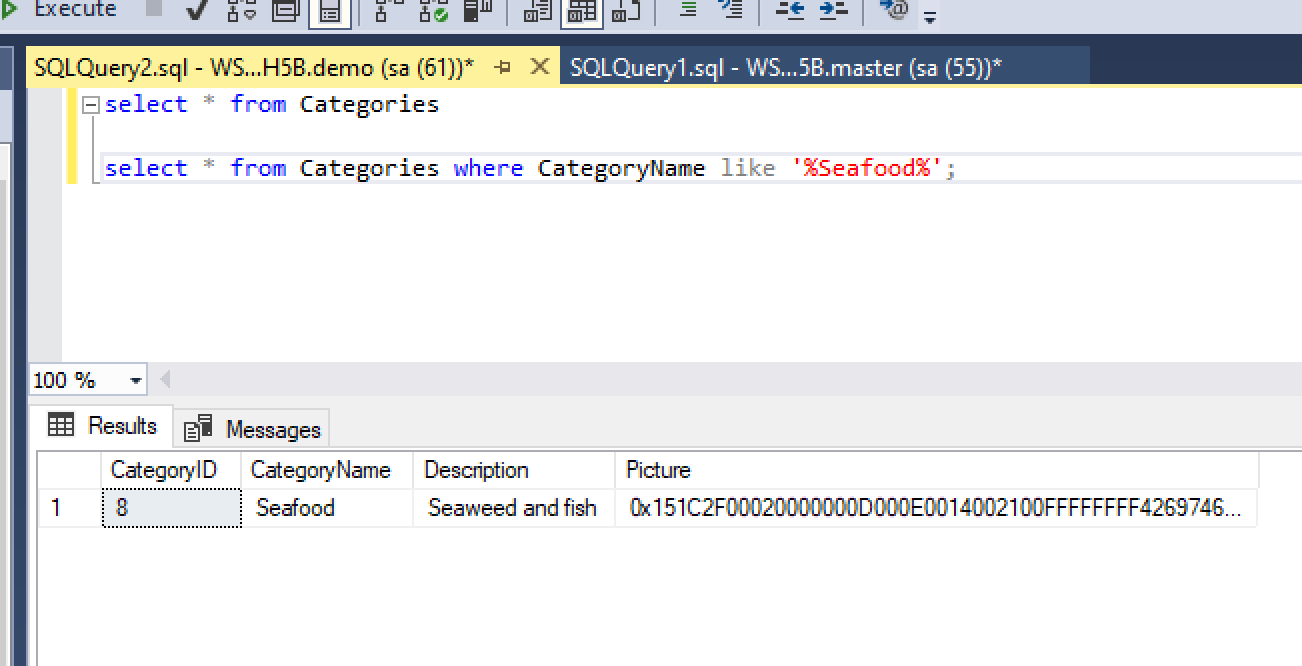 Execute
SQLQuery2.sql - WS...H5B.demo (sa (61))* SQLQuery1.sql - WS...5B.master (sa (55))*
select * from Categories
select * from Categories where CategoryName like '%Seafood%';
100 %
Results Messages
CategoryID CategoryName Description Picture
1 8 Seafood Seaweed and fish 0x151C2F00020000000D000E0014002100FFFFFFFF4269746...